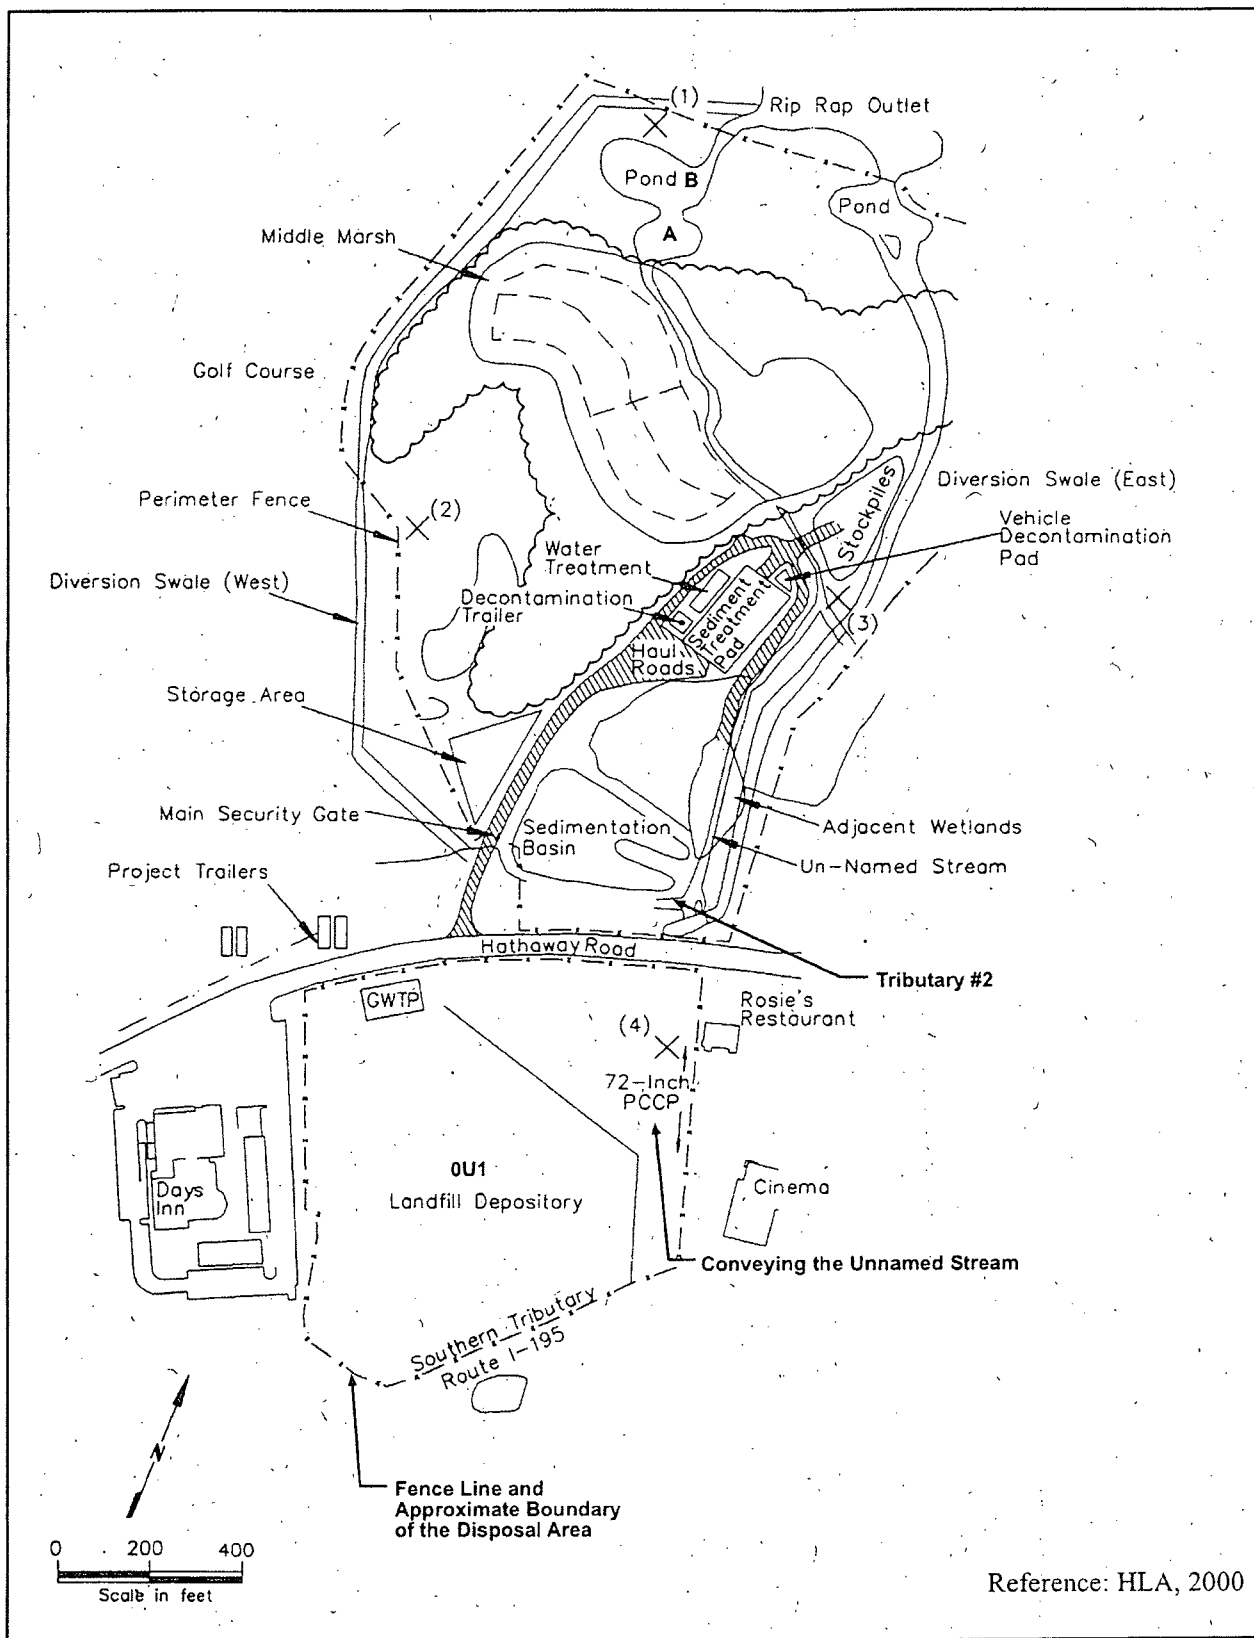 (1)
Rip Rap Outlet
Pond B
Pond
A
Middle Marsh
Golf Course
Diversion Swale (East)
Stockpiles
Perimeter Fence
(2)
Vehicle
Decontamination
Pad
Water
Treatment
Diversion Swale (West)
Decontamination
Trailer
Sediment
Treatment
Pad
(3)
Haul
Roads
Storage Area
Main Security Gate
Sedimentation
Basin
Adjacent Wetlands
Un-Named Stream
Project Trailers
Hathaway Road
Tributary #2
GWTP
Rosie's
Restaurant
(4)
72-Inch
PCCP
0U1
Landfill Depository
Days
Inn
Cinema
Conveying the Unnamed Stream
Southern Tributary
Route I-195
N
Fence Line and
Approximate Boundary
of the Disposal Area
0 200 400
Scale in feet
Reference: HLA, 2000